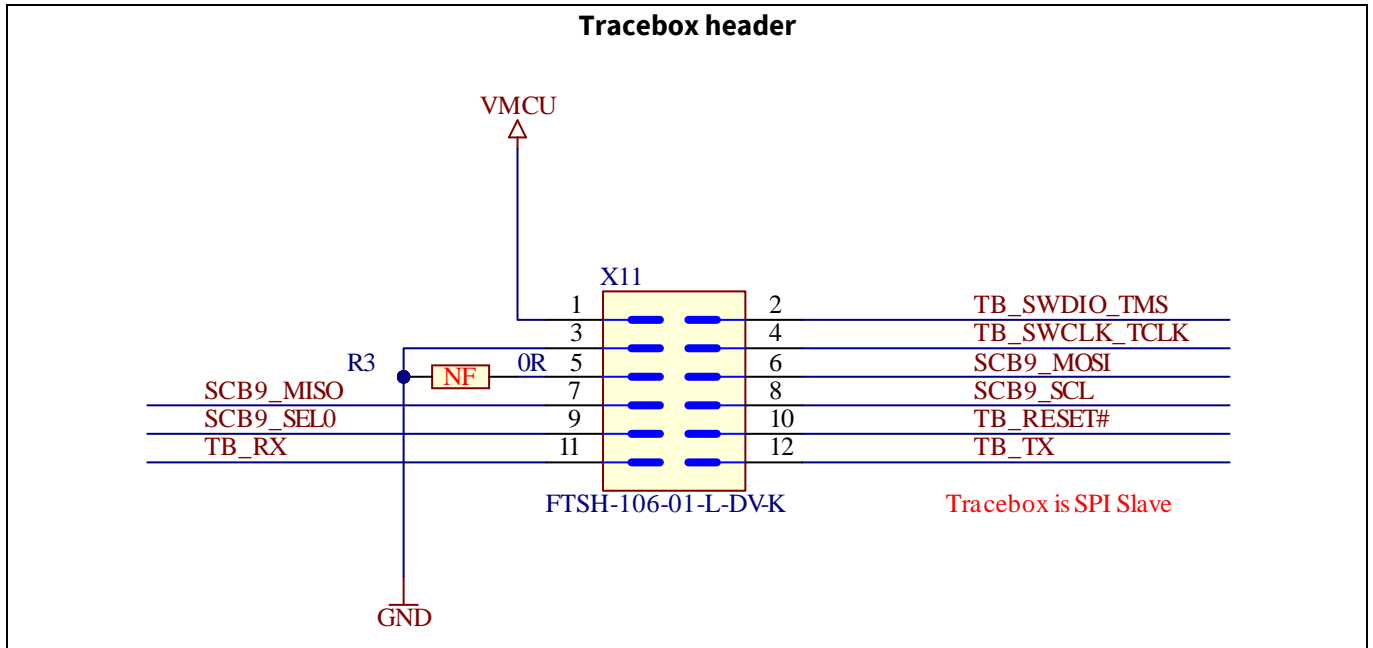 Tracebox header
VMCU
X11
1 2 TB_SWDIO_TMS
3 4 TB_SWCLK_TCLK
R3 NF 0R 5 6 SCB9_MOSI
SCB9_MISO 7 8 SCB9_SCL
SCB9_SEL0 9 10 TB_RESET#
TB_RX 11 12 TB_TX
FTSH-106-01-L-DV-K Tracebox is SPI Slave
GND